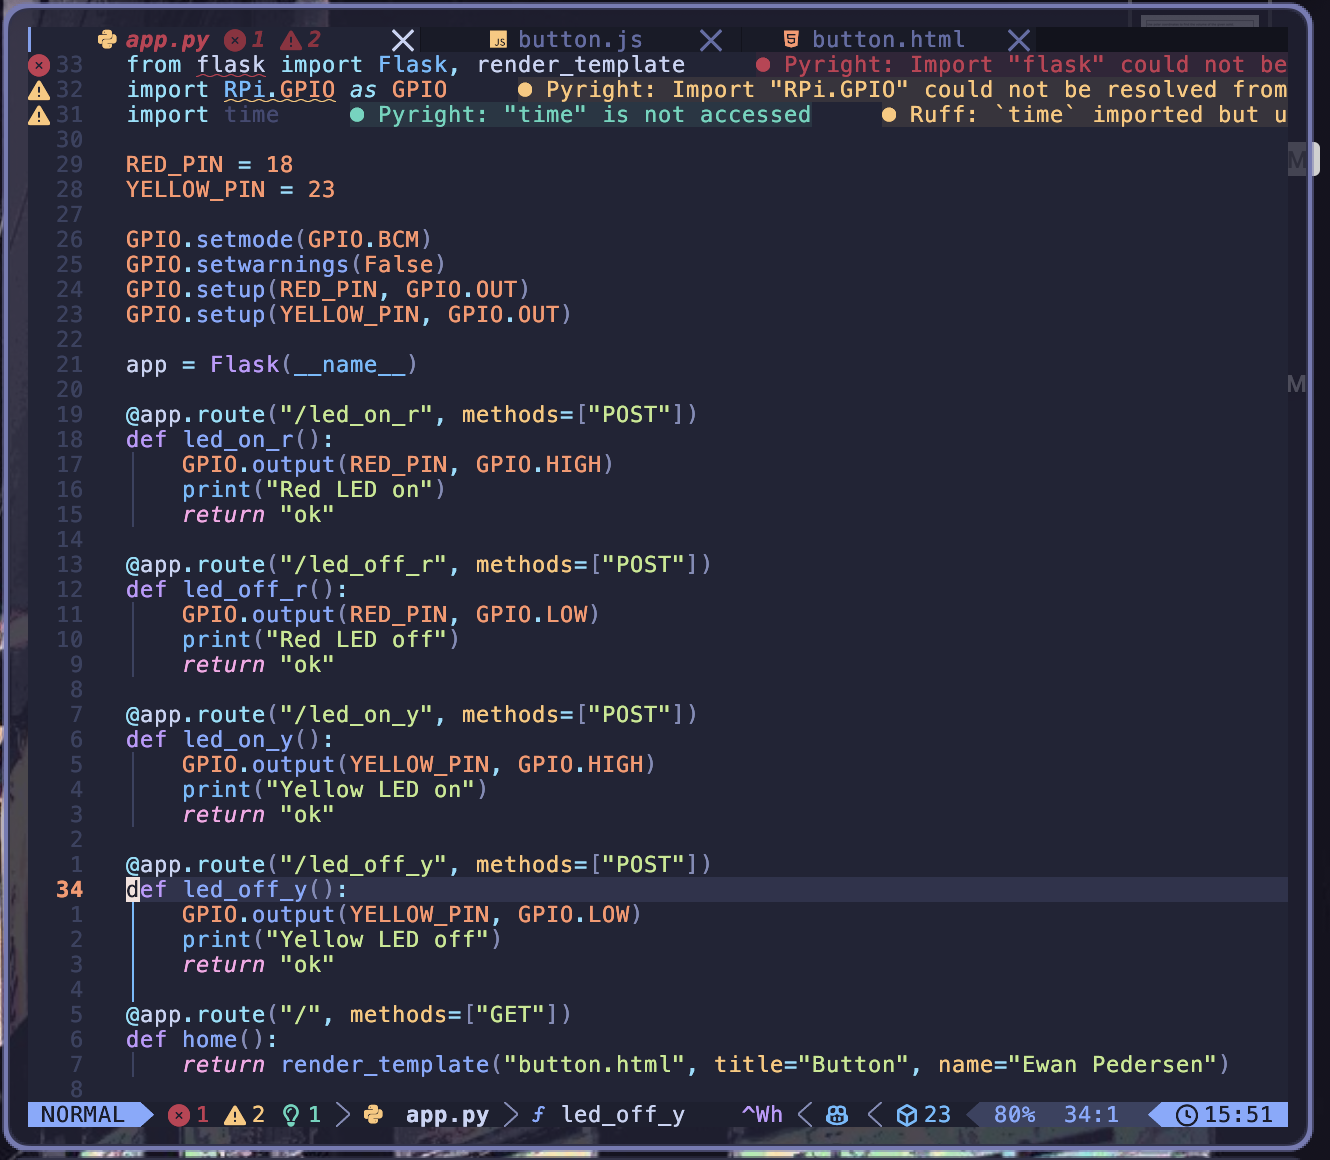 app.py 1 2 JS button.js button.html
33 from flask import Flask, render_template ● Pyright: Import "flask" could not be
32 import RPi.GPIO as GPIO ● Pyright: Import "RPi.GPIO" could not be resolved from
31 import time ● Pyright: "time" is not accessed ● Ruff: `time` imported but u
30
29 RED_PIN = 18
28 YELLOW_PIN = 23
27
26 GPIO.setmode(GPIO.BCM)
25 GPIO.setwarnings(False)
24 GPIO.setup(RED_PIN, GPIO.OUT)
23 GPIO.setup(YELLOW_PIN, GPIO.OUT)
22
21 app = Flask(__name__)
20
19 @app.route("/led_on_r", methods=["POST"])
18 def led_on_r():
17 GPIO.output(RED_PIN, GPIO.HIGH)
16 print("Red LED on")
15 return "ok"
14
13 @app.route("/led_off_r", methods=["POST"])
12 def led_off_r():
11 GPIO.output(RED_PIN, GPIO.LOW)
10 print("Red LED off")
9 return "ok"
8
7 @app.route("/led_on_y", methods=["POST"])
6 def led_on_y():
5 GPIO.output(YELLOW_PIN, GPIO.HIGH)
4 print("Yellow LED on")
3 return "ok"
2
1 @app.route("/led_off_y", methods=["POST"])
34 def led_off_y():
1 GPIO.output(YELLOW_PIN, GPIO.LOW)
2 print("Yellow LED off")
3 return "ok"
4
5 @app.route("/", methods=["GET"])
6 def home():
7 return render_template("button.html", title="Button", name="Ewan Pedersen")
8
NORMAL 1 2 1 app.py f led_off_y ^Wh 23 80% 34:1 15:51
M
M